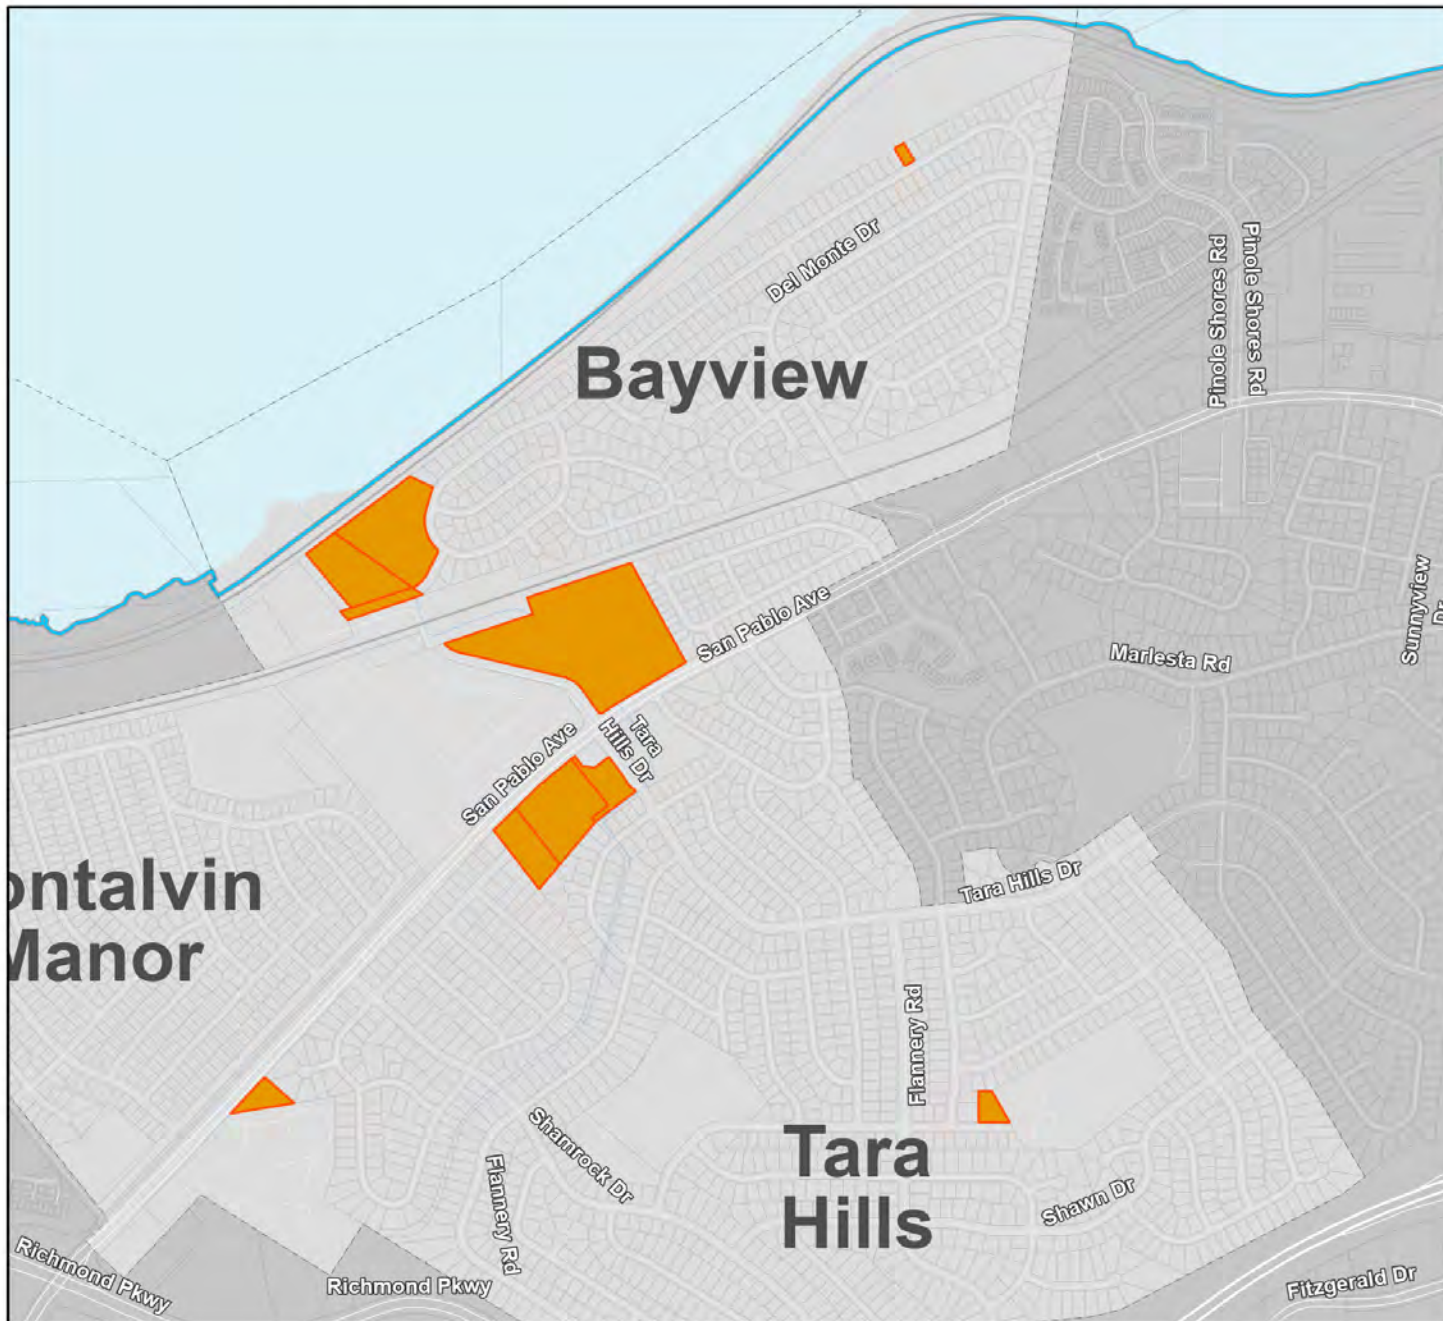 Del Monte Dr
Pinole Shores Rd
Pinole Shores Rd
Bayview
San Pablo Ave
Sunnyview
Dr
Marlesta Rd
San Pablo Ave
Tara
Hills Dr
ontalvin
Manor
Tara Hills Dr
Flannery Rd
Shamrock Dr
Tara
Hills
Flannery Rd
Shawn Dr
Richmond Pkwy
Richmond Pkwy
Fitzgerald Dr